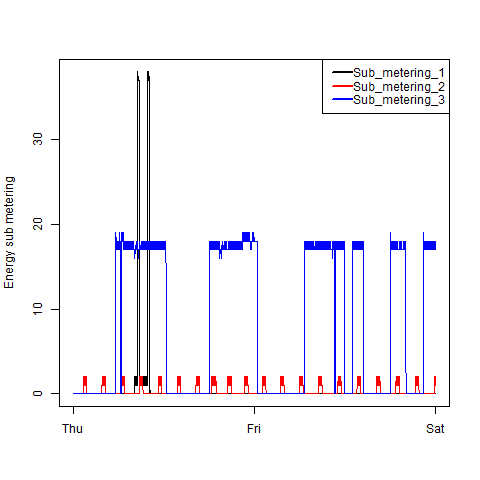 Sub_metering_1
Sub_metering_2
Sub_metering_3
Energy sub metering
30
20
10
0
Thu Fri Sat